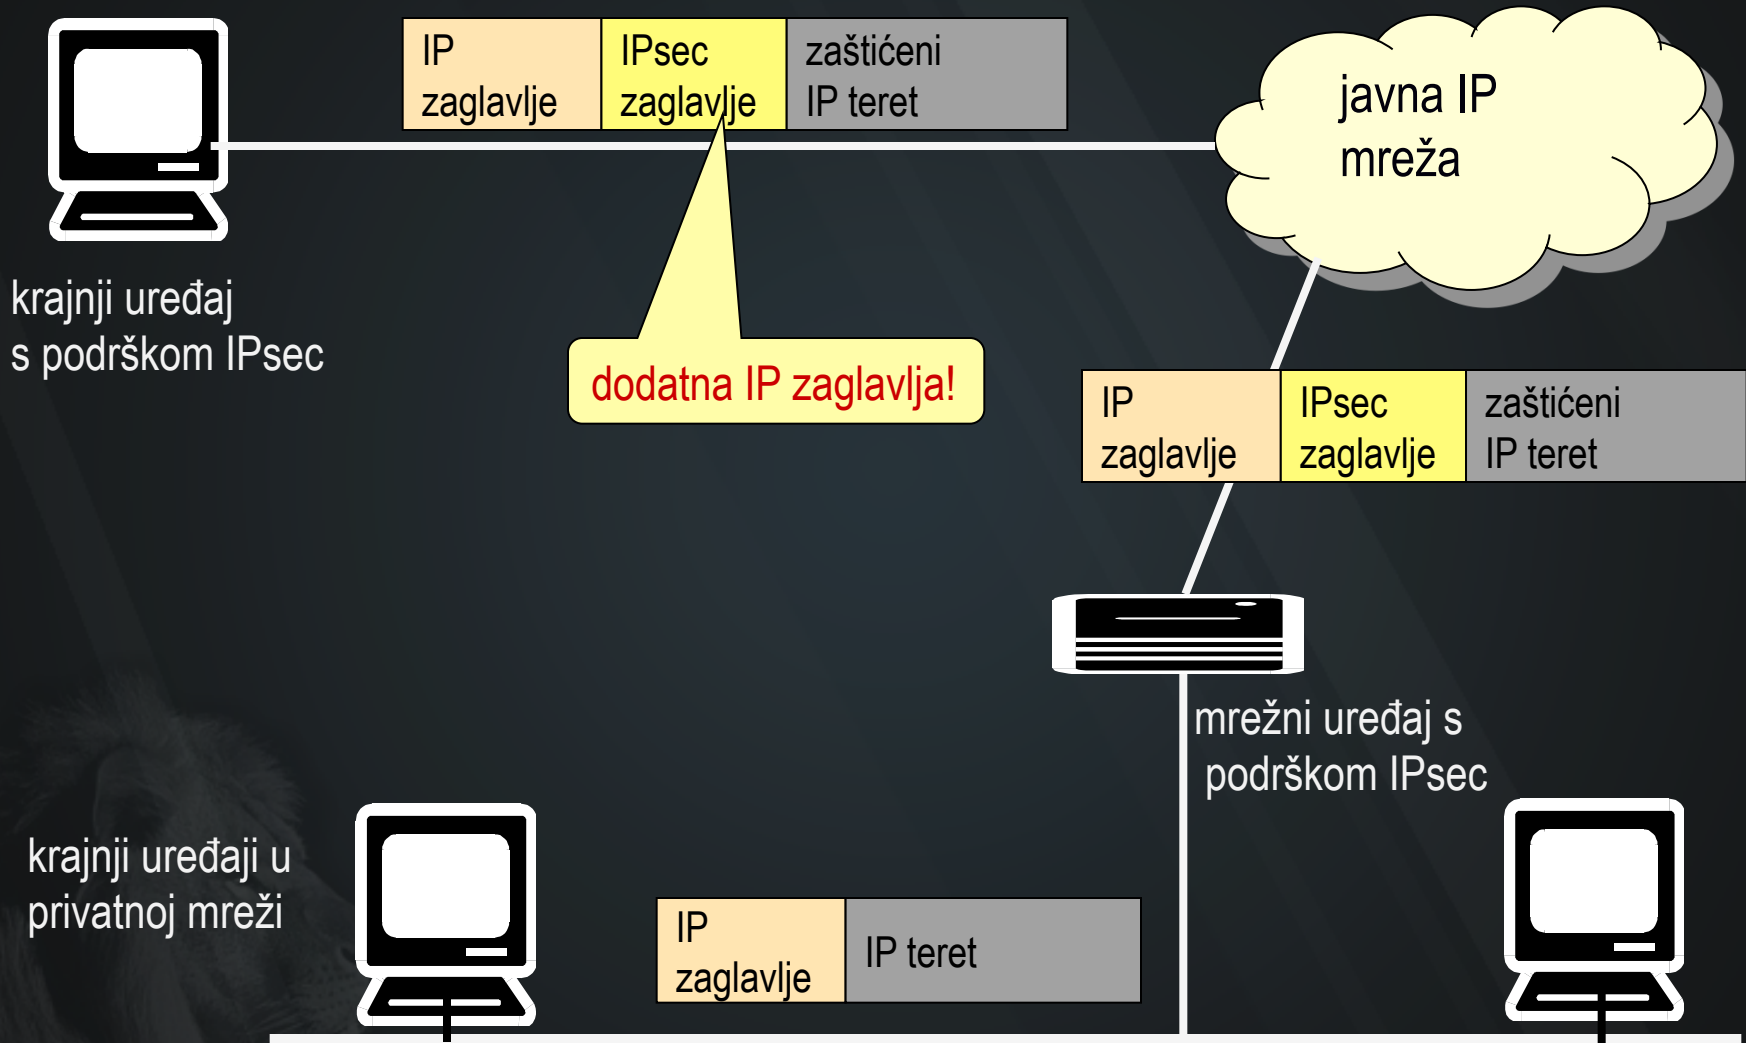 IP
zaglavlje
IPsec
zaglavlje
zaštićeni
IP teret
javna IP
mreža
krajnji uređaj
s podrškom IPsec
dodatna IP zaglavlja!
IP
zaglavlje
IPsec
zaglavlje
zaštićeni
IP teret
mrežni uređaj s
podrškom IPsec
krajnji uređaji u
privatnoj mreži
IP
zaglavlje
IP teret